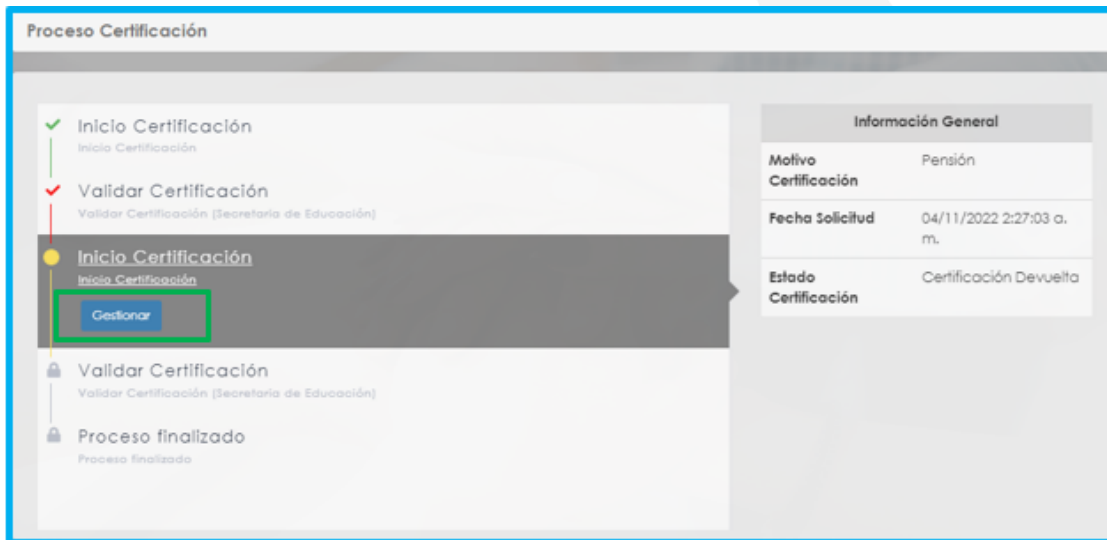 Proceso Certificación
Inicio Certificación
Inicio Certificación
Validar Certificación
Validar Certificación (Secretaria de Educación)
Inicio Certificación
Inicio Certificación
Gestionar
Validar Certificación
Validar Certificación (Secretaria de Educación)
Proceso finalizado
Proceso finalizado
Información General
Motivo Pensión
Certificación
Fecha Solicitud 04/11/2022 2:27:03 a.
m.
Estado Certificación Devuelta
Certificación